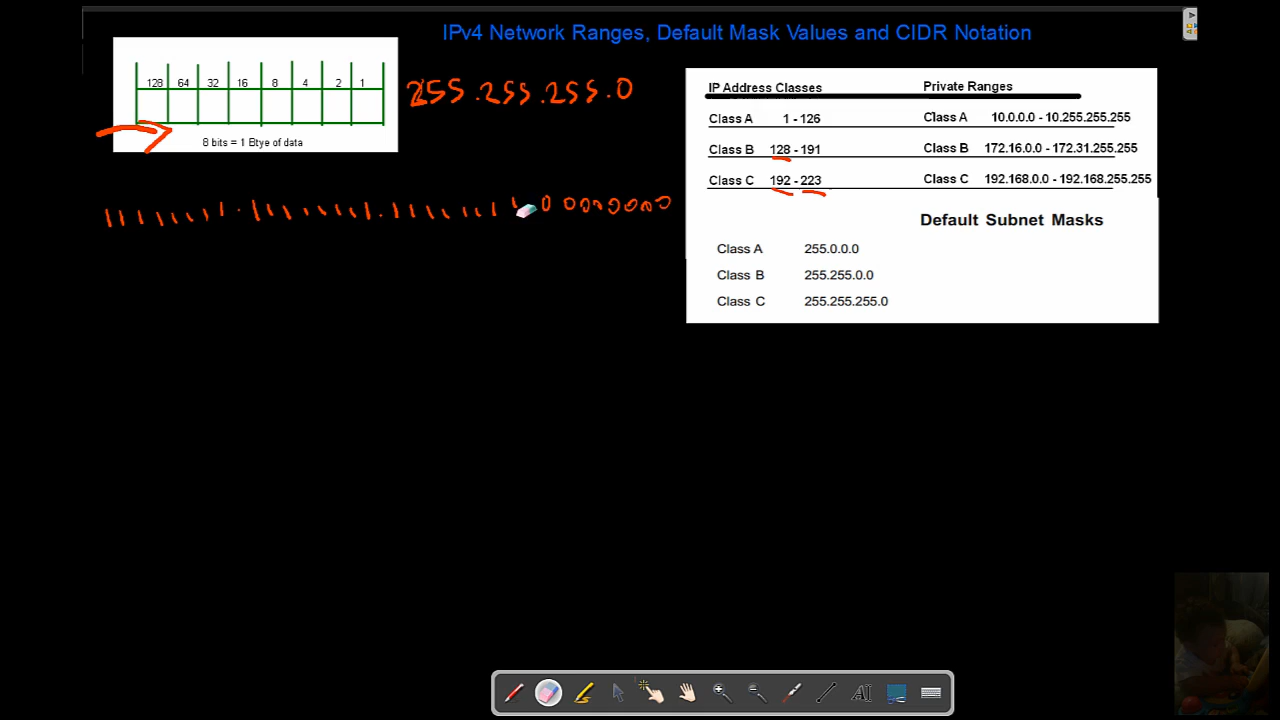 IPv4 Network Ranges, Default Mask Values and CIDR Notation
128 64 32 16 8 4 2 1
8 bits = 1 Btye of data
255.255.255.0
IP Address Classes Private Ranges
Class A 1 - 126 Class A 10.0.0.0 - 10.255.255.255
Class B 128 - 191 Class B 172.16.0.0 - 172.31.255.255
Class C 192 - 223 Class C 192.168.0.0 - 192.168.255.255
Default Subnet Masks
Class A 255.0.0.0
Class B 255.255.0.0
Class C 255.255.255.0
AI